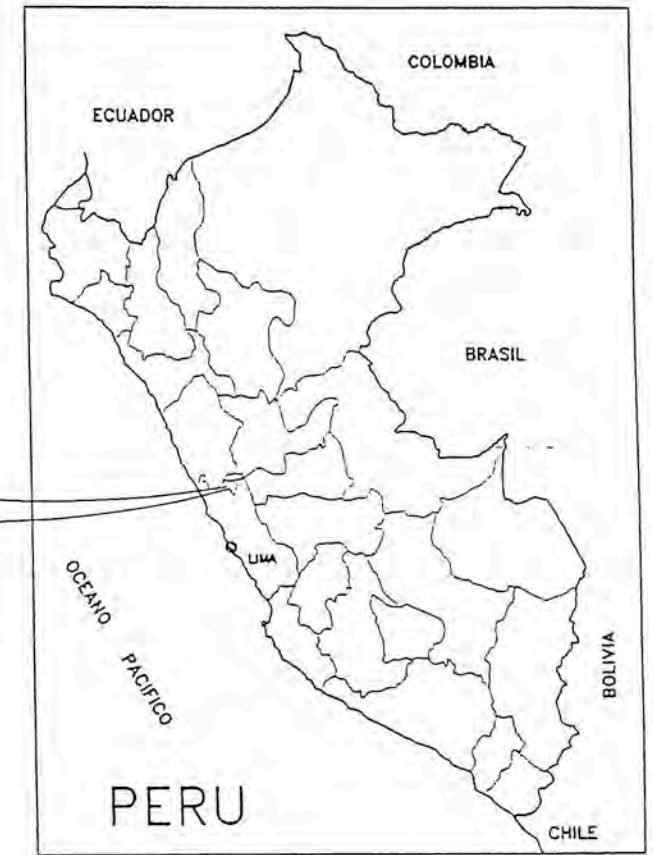 COLOMBIA
ECUADOR
BRASIL
LIMA
OCEANO
PACIFICO
BOLIVIA
PERU
CHILE